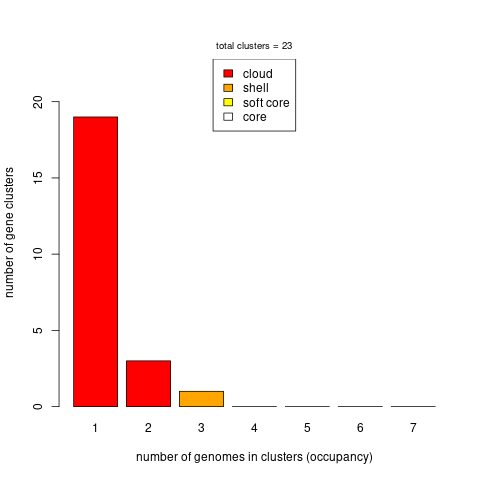 total clusters = 23
cloud
shell
soft core
core
number of gene clusters
20
15
10
5
0
1 2 3 4 5 6 7
number of genomes in clusters (occupancy)